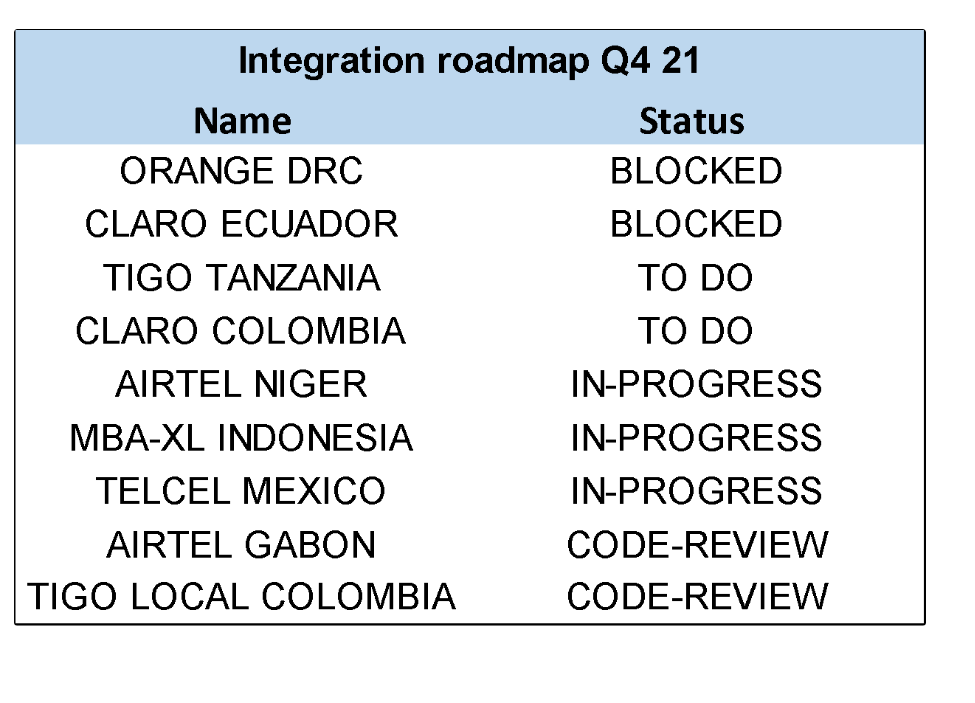 Integration roadmap Q4 21
Name Status
ORANGE DRC BLOCKED
CLARO ECUADOR BLOCKED
TIGO TANZANIA TO DO
CLARO COLOMBIA TO DO
AIRTEL NIGER IN-PROGRESS
MBA-XL INDONESIA IN-PROGRESS
TELCEL MEXICO IN-PROGRESS
AIRTEL GABON CODE-REVIEW
TIGO LOCAL COLOMBIA CODE-REVIEW